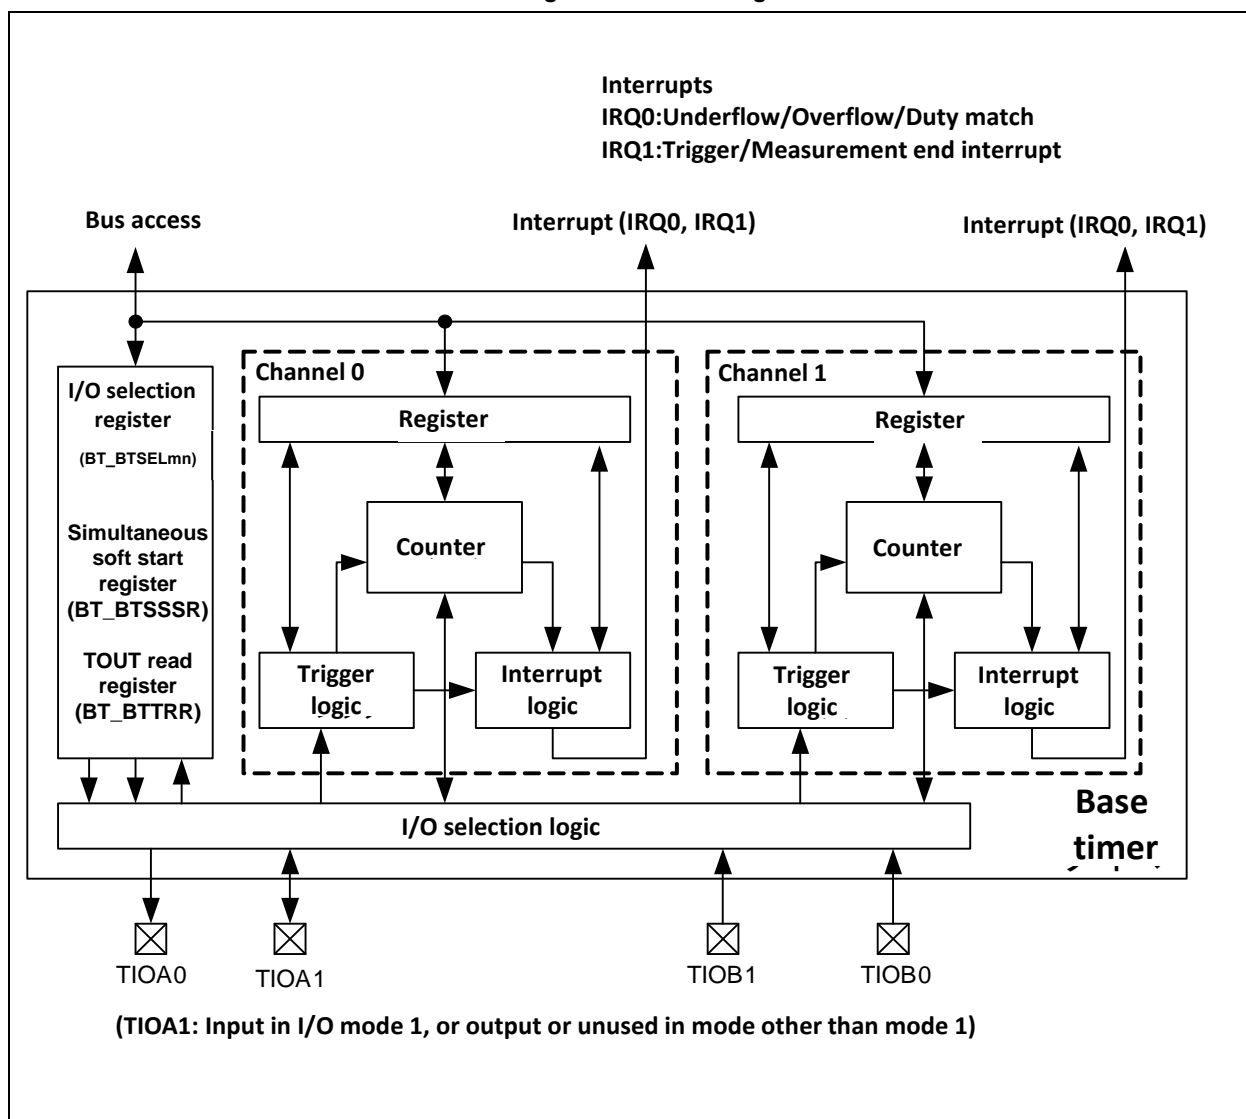 Interrupts
IRQ0:Underflow/Overflow/Duty match
IRQ1:Trigger/Measurement end interrupt
Bus access
Interrupt (IRQ0, IRQ1)
Interrupt (IRQ0, IRQ1)
I/O selection
register
(BT_BTSELmn)
Simultaneous
soft start
register
(BT_BTSSSR)
TOUT read
register
(BT_BTTRR)
Channel 0
Register
Counter
Trigger
logic
Interrupt
logic
Channel 1
Register
Counter
Trigger
logic
Interrupt
logic
I/O selection logic
Base
timer
TIOA0
TIOA1
TIOB1
TIOB0
(TIOA1: Input in I/O mode 1, or output or unused in mode other than mode 1)